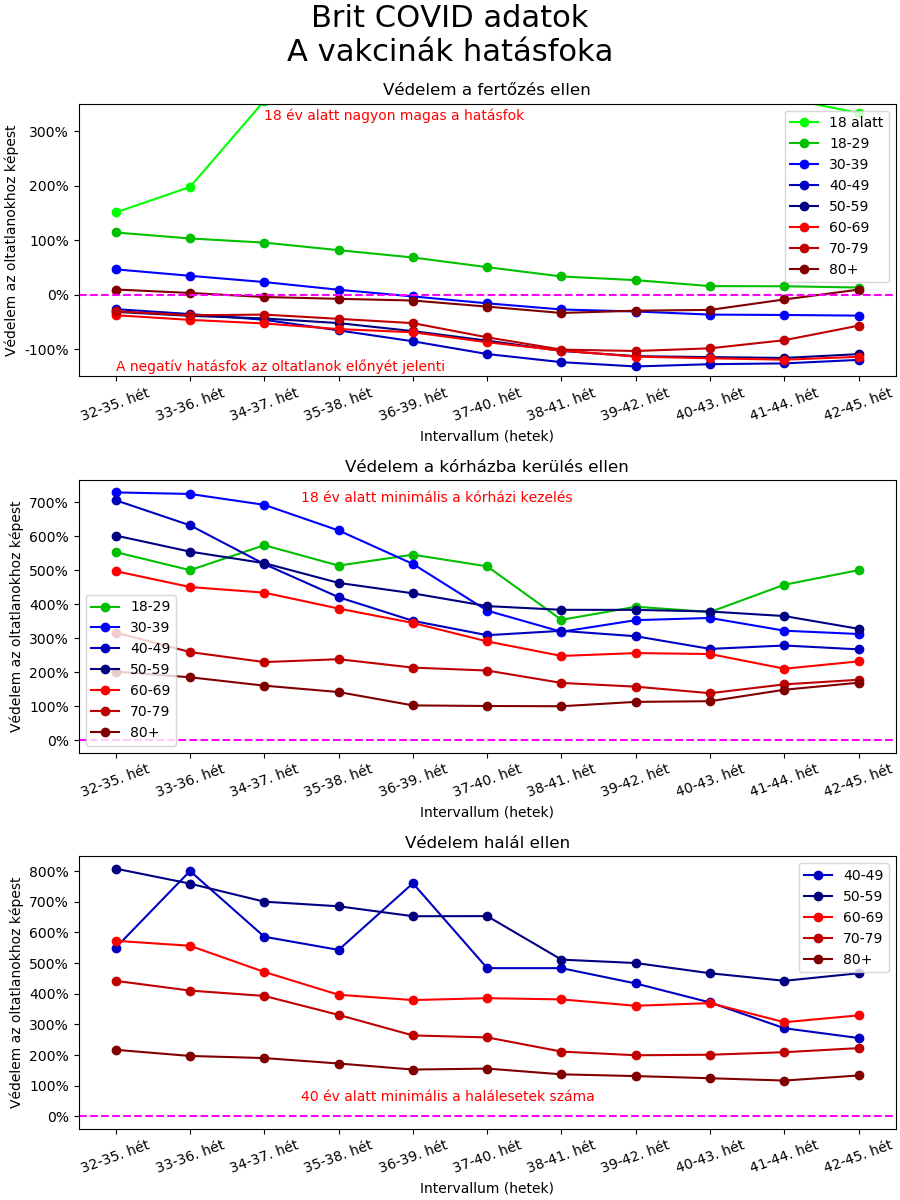 Brit COVID adatok
A vakcinák hatásfoka
Védelem a fertőzés ellen
Védelem az oltatlanokhoz képest
300%
200%
100%
0%
-100%
18 év alatt nagyon magas a hatásfok
A negatív hatásfok az oltatlanok előnyét jelenti
18 alatt
18-29
30-39
40-49
50-59
60-69
70-79
80+
32-35. hét
33-36. hét
34-37. hét
35-38. hét
36-39. hét
37-40. hét
38-41. hét
39-42. hét
40-43. hét
41-44. hét
42-45. hét
Intervallum (hetek)
Védelem a kórházba kerülés ellen
Védelem az oltatlanokhoz képest
700%
600%
500%
400%
300%
200%
100%
0%
18 év alatt minimális a kórházi kezelés
18-29
30-39
40-49
50-59
60-69
70-79
80+
32-35. hét
33-36. hét
34-37. hét
35-38. hét
36-39. hét
37-40. hét
38-41. hét
39-42. hét
40-43. hét
41-44. hét
42-45. hét
Intervallum (hetek)
Védelem halál ellen
Védelem az oltatlanokhoz képest
800%
700%
600%
500%
400%
300%
200%
100%
0%
40-49
50-59
60-69
70-79
80+
40 év alatt minimális a halálesetek száma
32-35. hét
33-36. hét
34-37. hét
35-38. hét
36-39. hét
37-40. hét
38-41. hét
39-42. hét
40-43. hét
41-44. hét
42-45. hét
Intervallum (hetek)